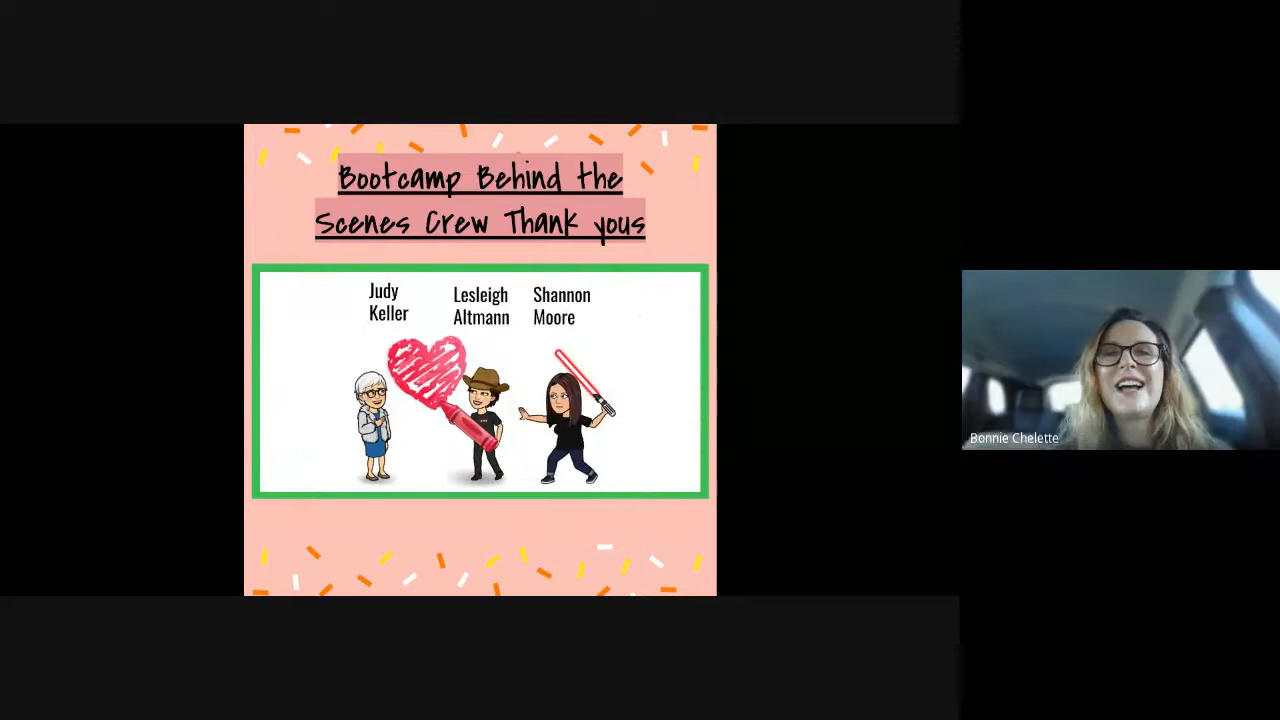 Bootcamp Behind the
Scenes Crew Thank yous
Judy
Keller
Lesleigh
Altmann
Shannon
Moore
Bonnie Chelette